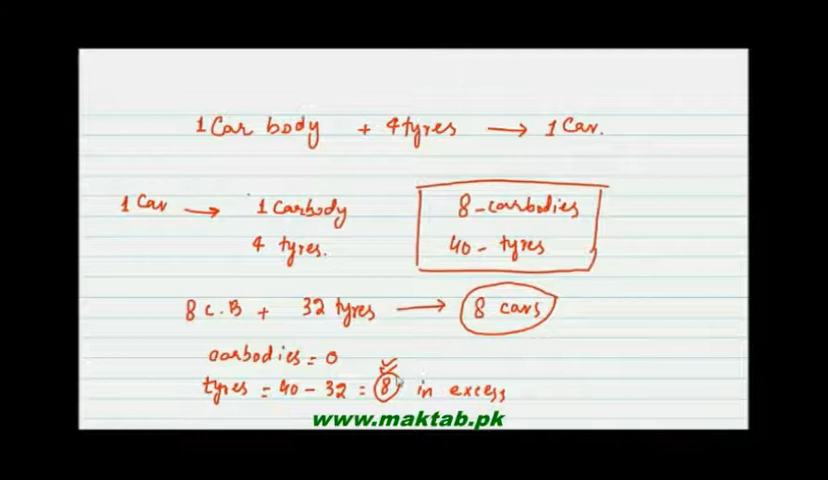 1 Car body + 4 tyres → 1 Car.
1 Car → 1 Carbody 8 - carbodies
4 tyres. 40 - tyres
8 C.B + 32 tyres → 8 cars
carbodies = 0
tyres = 40 - 32 = 8 in excess
www.maktab.pk